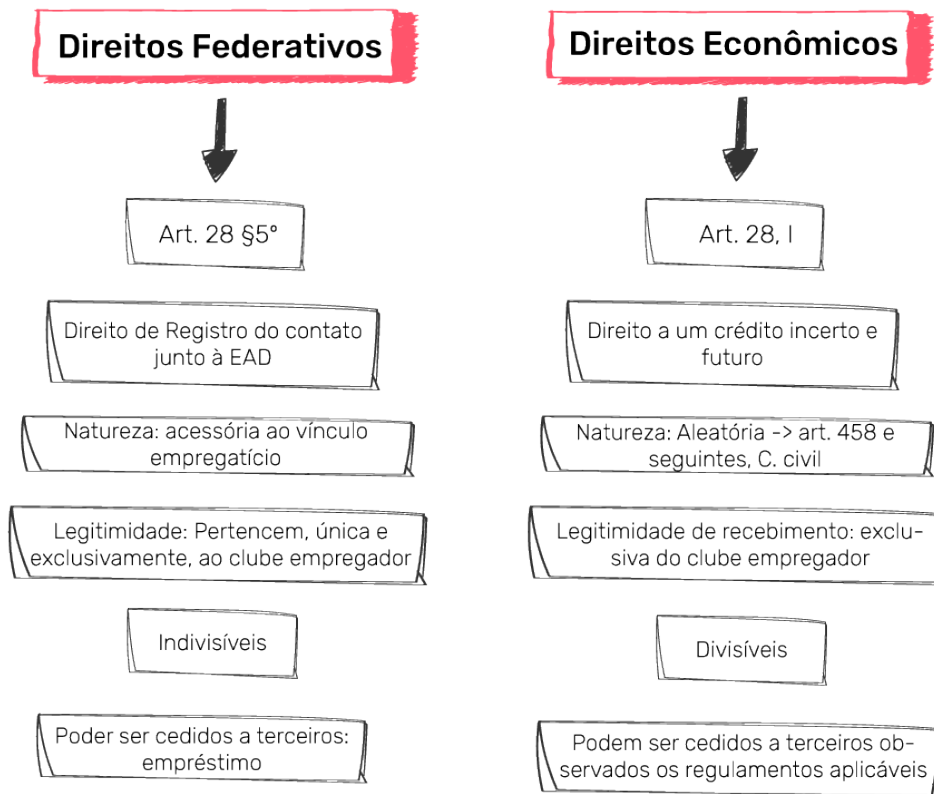 Direitos Federativos
Art. 28 §5°
Direito de Registro do contato
junto à EAD
Natureza: acessória ao vínculo
empregatício
Legitimidade: Pertencem, única e
exclusivamente, ao clube empregador
Indivisíveis
Poder ser cedidos a terceiros:
empréstimo
Direitos Econômicos
Art. 28, I
Direito a um crédito incerto e
futuro
Natureza: Aleatória -> art. 458 e
seguintes, C. civil
Legitimidade de recebimento: exclu-
siva do clube empregador
Divisíveis
Podem ser cedidos a terceiros ob-
servados os regulamentos aplicáveis